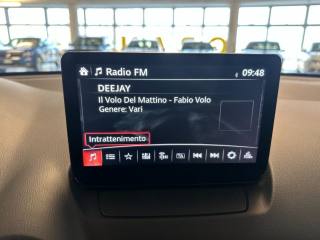 Radio FM
09:48
DEEJAY
Il Volo Del Mattino - Fabio Volo
Genere: Vari
Intrattenimento